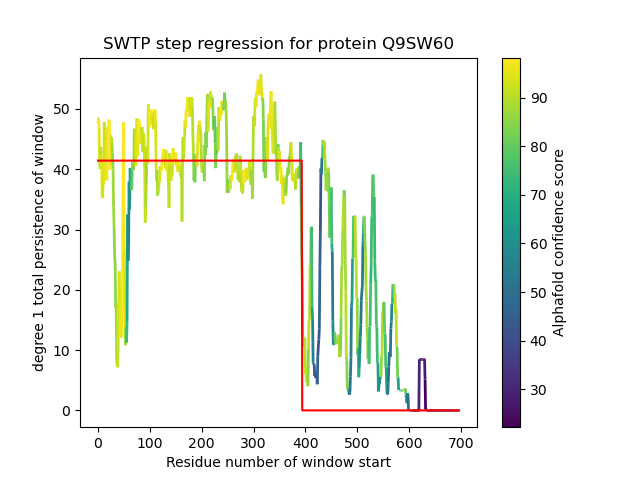 SWTP step regression for protein Q9SW60
degree 1 total persistence of window
50
40
30
20
10
0
0 100 200 300 400 500 600 700
Residue number of window start
90
80
70
60
50
40
30
Alphafold confidence score